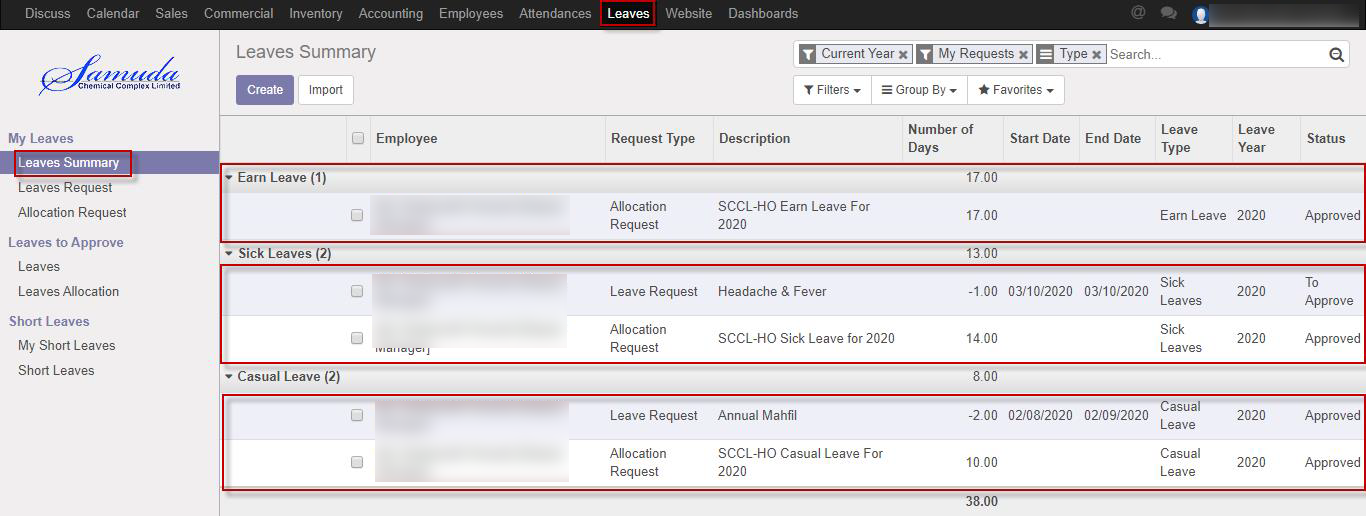 Discuss Calendar Sales Commercial Inventory Accounting Employees Attendances Leaves Website Dashboards
Samuda
Chemical Complex Limited
My Leaves
Leaves Summary
Leaves Request
Allocation Request
Leaves to Approve
Leaves
Leaves Allocation
Short Leaves
My Short Leaves
Short Leaves
Leaves Summary
Current Year My Requests Type Search...
Create Import
Filters Group By Favorites
Employee Request Type Description Number of Days Start Date End Date Leave Type Leave Year Status
Earn Leave (1) 17.00
Allocation Request SCCL-HO Earn Leave For 2020 17.00 Earn Leave 2020 Approved
Sick Leaves (2) 13.00
Leave Request Headache & Fever -1.00 03/10/2020 03/10/2020 Sick Leaves 2020 To Approve
Manager] Allocation Request SCCL-HO Sick Leave for 2020 14.00 Sick Leaves 2020 Approved
Casual Leave (2) 8.00
Leave Request Annual Mahfil -2.00 02/08/2020 02/09/2020 Casual Leave 2020 Approved
Allocation Request SCCL-HO Casual Leave For 2020 10.00 Casual Leave 2020 Approved
38.00